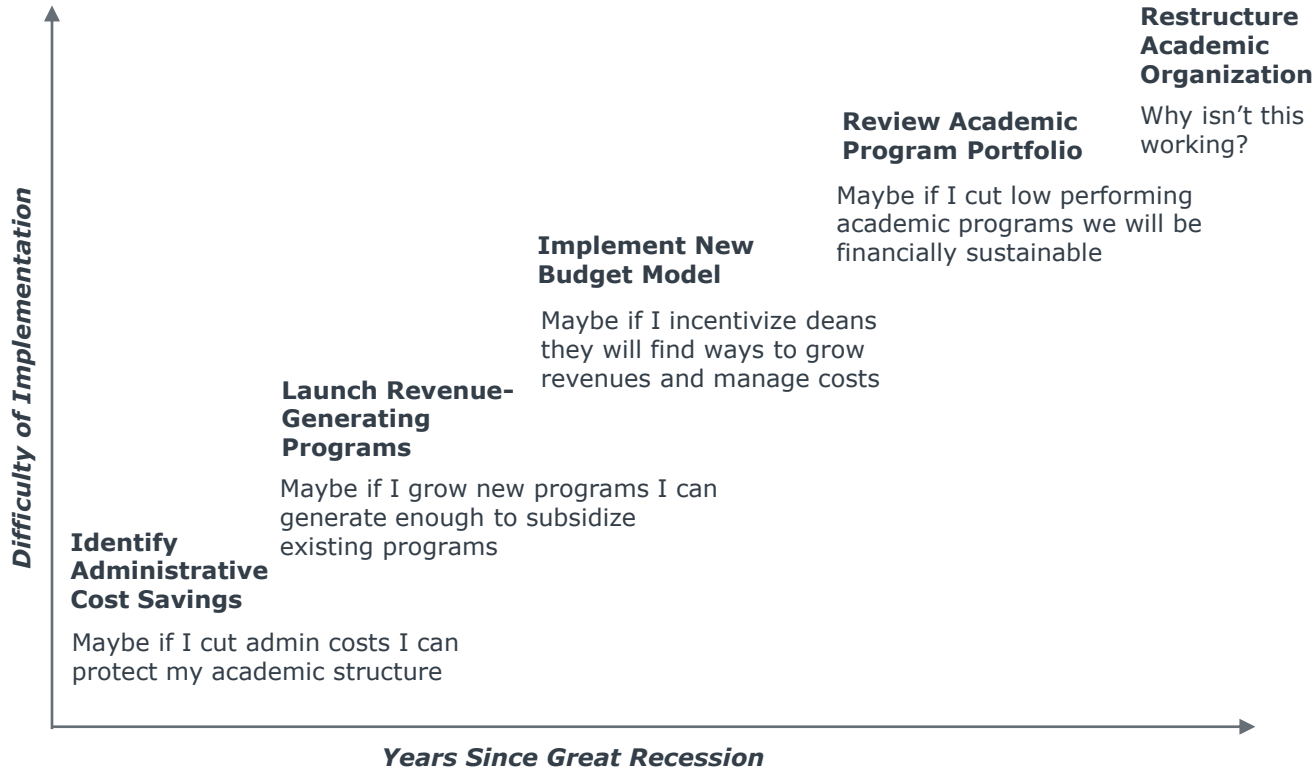 Difficulty of Implementation
Identify
Administrative
Cost Savings
Maybe if I cut admin costs I can
protect my academic structure
Launch Revenue-
Generating
Programs
Maybe if I grow new programs I can
generate enough to subsidize
existing programs
Implement New
Budget Model
Maybe if I incentivize deans
they will find ways to grow
revenues and manage costs
Review Academic
Program Portfolio
Maybe if I cut low performing
academic programs we will be
financially sustainable
Restructure
Academic
Organization
Why isn’t this
working?
Years Since Great Recession